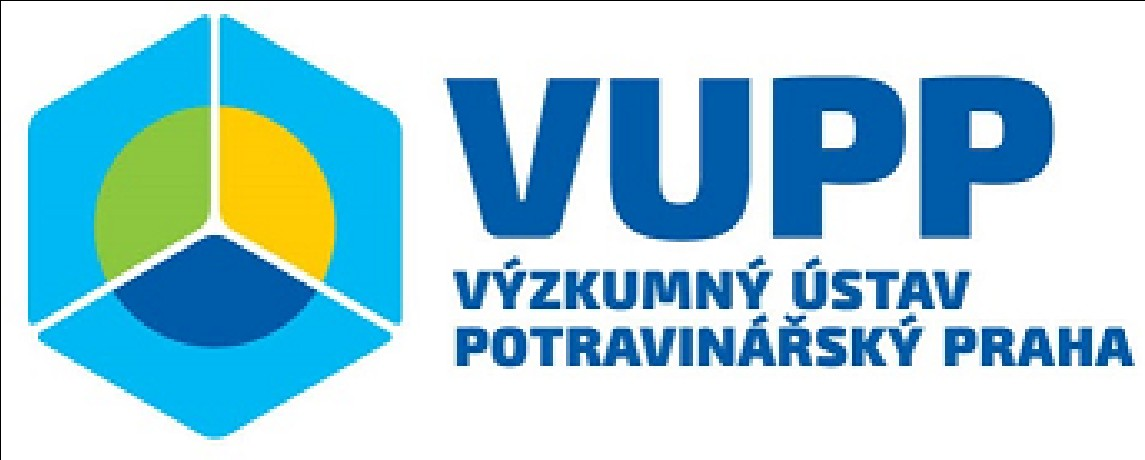 VUPP
VÝZKUMNÝ ÚSTAV
POTRAVINÁŘSKÝ PRAHA